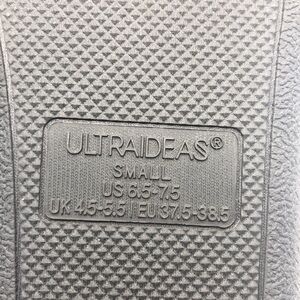 ULTRAIDEAS®
SMALL
US 6.5-7.5
UK 4.5-5.5 | EU 37.5-38.5